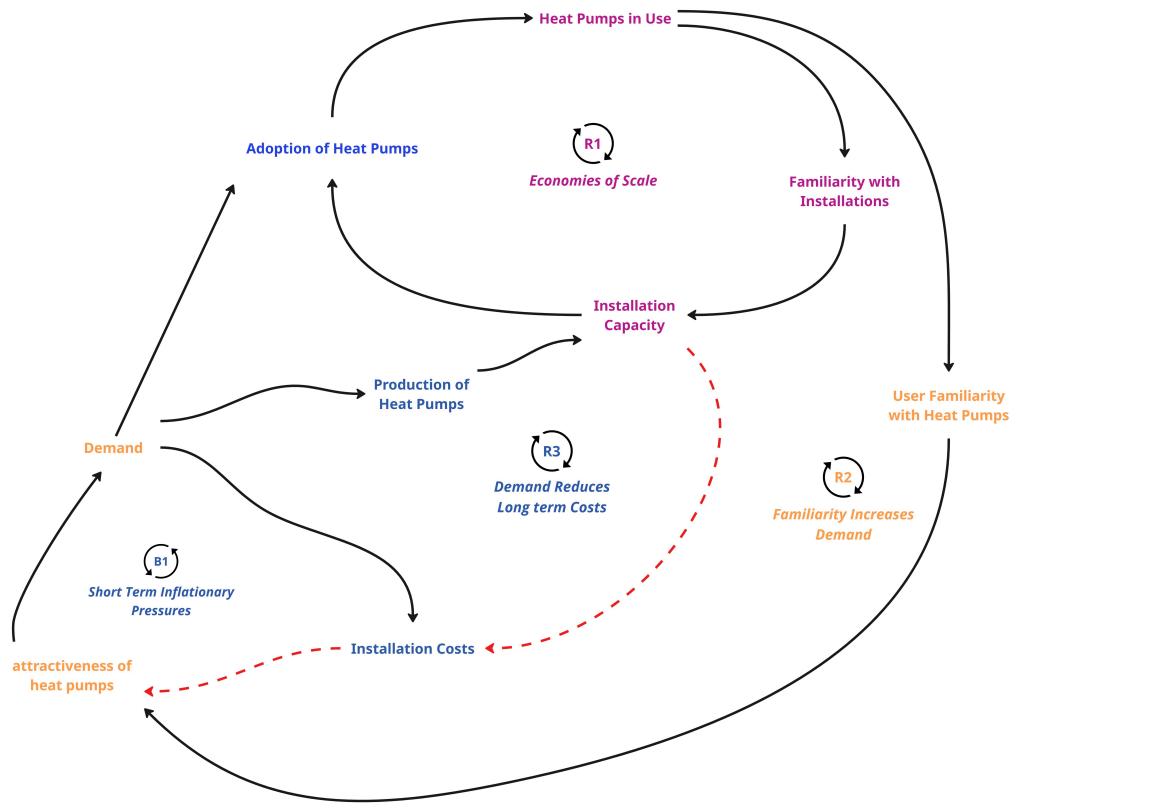 Heat Pumps in Use
Adoption of Heat Pumps
R1
Economies of Scale
Familiarity with
Installations
Installation
Capacity
Production of
Heat Pumps
User Familiarity
with Heat Pumps
Demand
R3
Demand Reduces
Long term Costs
R2
Familiarity Increases
Demand
B1
Short Term Inflationary
Pressures
Installation Costs
attractiveness of
heat pumps